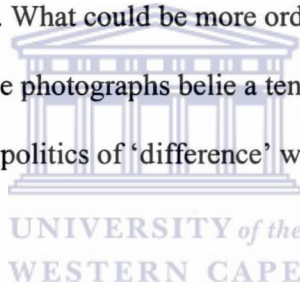 . What could be more ord
e photographs belie a ten
politics of ‘difference’ w
UNIVERSITY of the
WESTERN CAPE